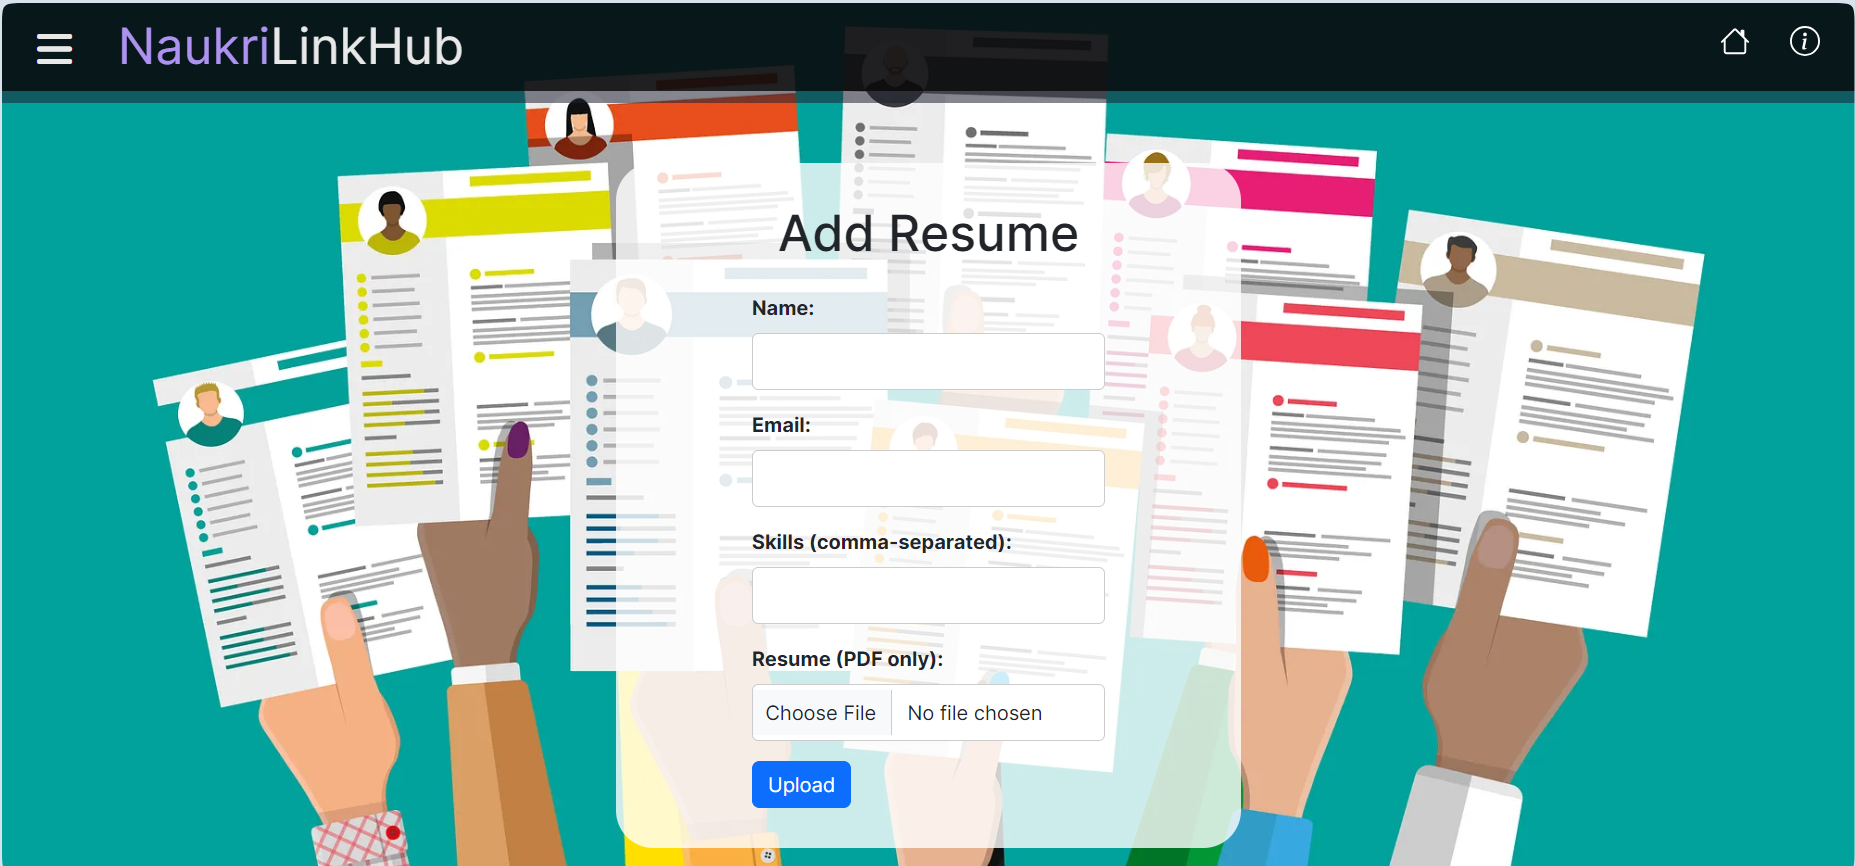 NaukriLinkHub
Add Resume
Name:
Email:
Skills (comma-separated):
Resume (PDF only):
Choose File No file chosen
Upload